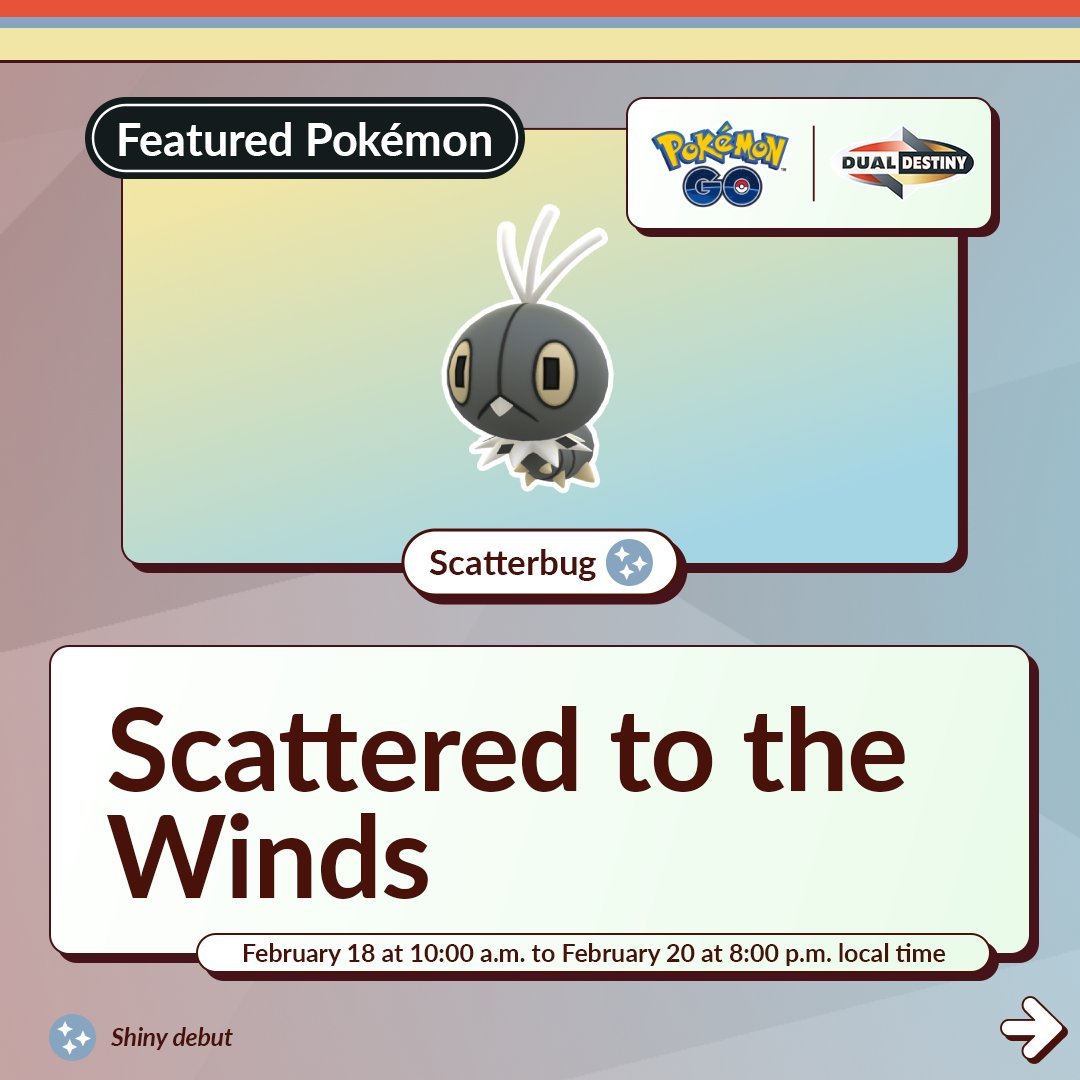 Featured Pokémon
POKéMON
GO
DUAL DESTINY
Scatterbug
Scattered to the
Winds
February 18 at 10:00 a.m. to February 20 at 8:00 p.m. local time
Shiny debut